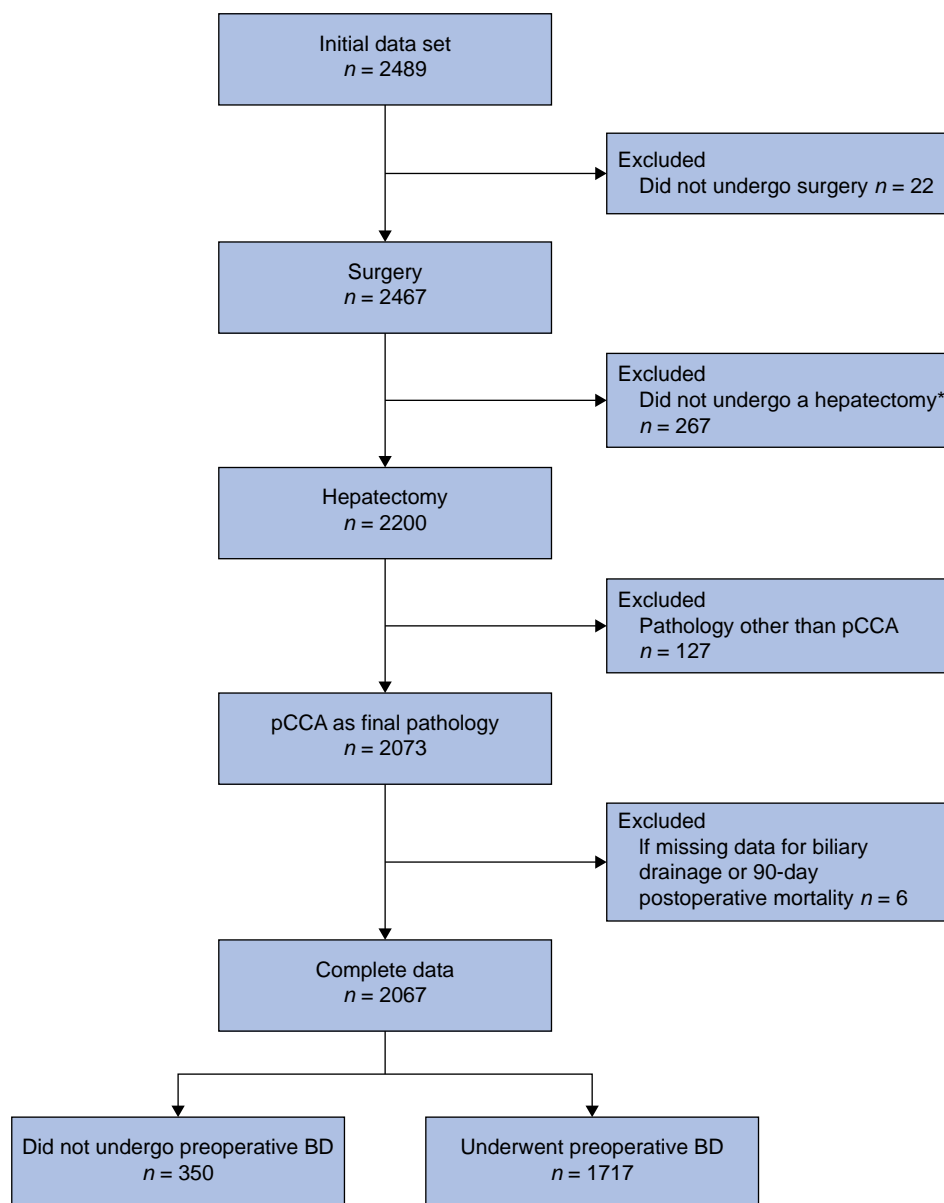 Initial data set
n = 2489
Excluded
Did not undergo surgery n = 22
Surgery
n = 2467
Excluded
Did not undergo a hepatectomy*
n = 267
Hepatectomy
n = 2200
Excluded
Pathology other than pCCA
n = 127
pCCA as final pathology
n = 2073
Excluded
If missing data for biliary
drainage or 90-day
postoperative mortality n = 6
Complete data
n = 2067
Did not undergo preoperative BD
n = 350
Underwent preoperative BD
n = 1717